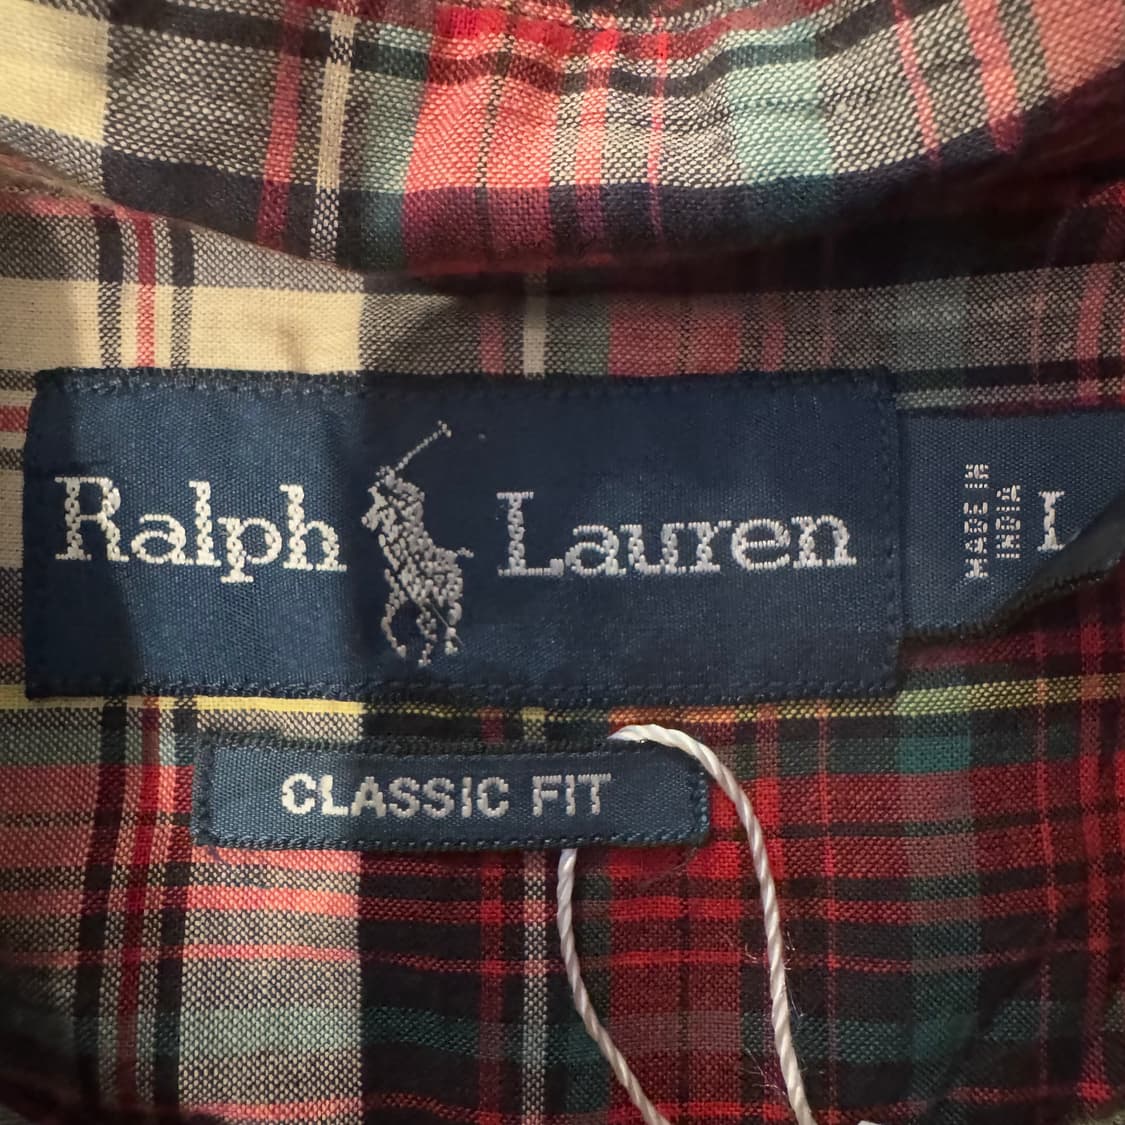 Ralph Lauren
MADE IN
INDIA
L
CLASSIC FIT